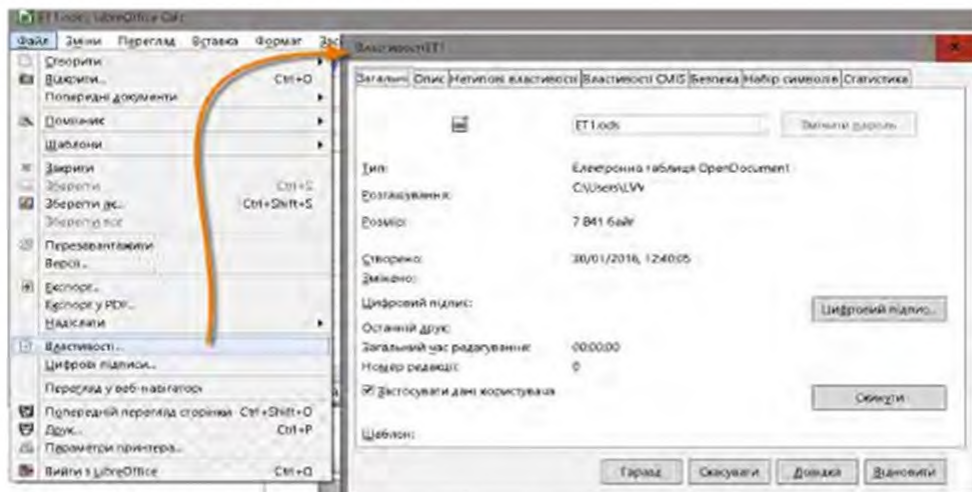 ET1.ods - LibreOffice Calc
Файл Зміни Перегляд Вставка Формат
Створити
Відкрити... Ctrl+O
Попередні документи
Помічник
Шаблони
Закрити
Зберегти Ctrl+S
Зберегти як... Ctrl+Shift+S
Зберегти все
Перезавантажити
Версії...
Експорт...
Експорт у PDF...
Надіслати
Властивості...
Цифрові підписи...
Перегляд у веб-навігаторі
Попередній перегляд сторінки Ctrl+Shift+O
Друк... Ctrl+P
Параметри принтера...
Вийти з LibreOffice Ctrl+Q
Властивості ET1
Загальні Опис Нетипові властивості Властивості CMIS Безпека Набір символів Статистика
ET1.ods Змінити пароль
Тип: Електронна таблиця OpenDocument
Розташування: C:\Users\LVV
Розмір: 7 841 байт
Створено: 30/01/2016, 12:40:05
Змінено:
Цифровий підпис: Цифровий підпис...
Останній друк:
Загальний час редагування: 00:00:00
Номер редакції: 0
Застосувати дані користувача Скинути
Шаблон:
Гаразд Скасувати Довідка Відновити